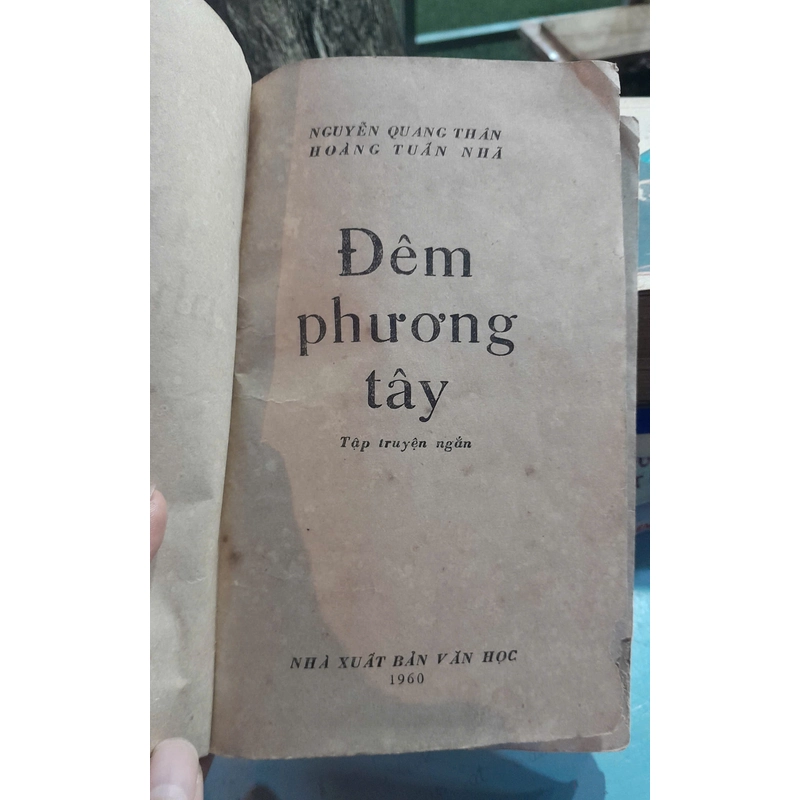 NGUYỄN QUANG THÂN
HOÀNG TUẤN NHÃ
Đêm
phương
tây
Tập truyện ngắn
NHÀ XUẤT BẢN VĂN HỌC
1960